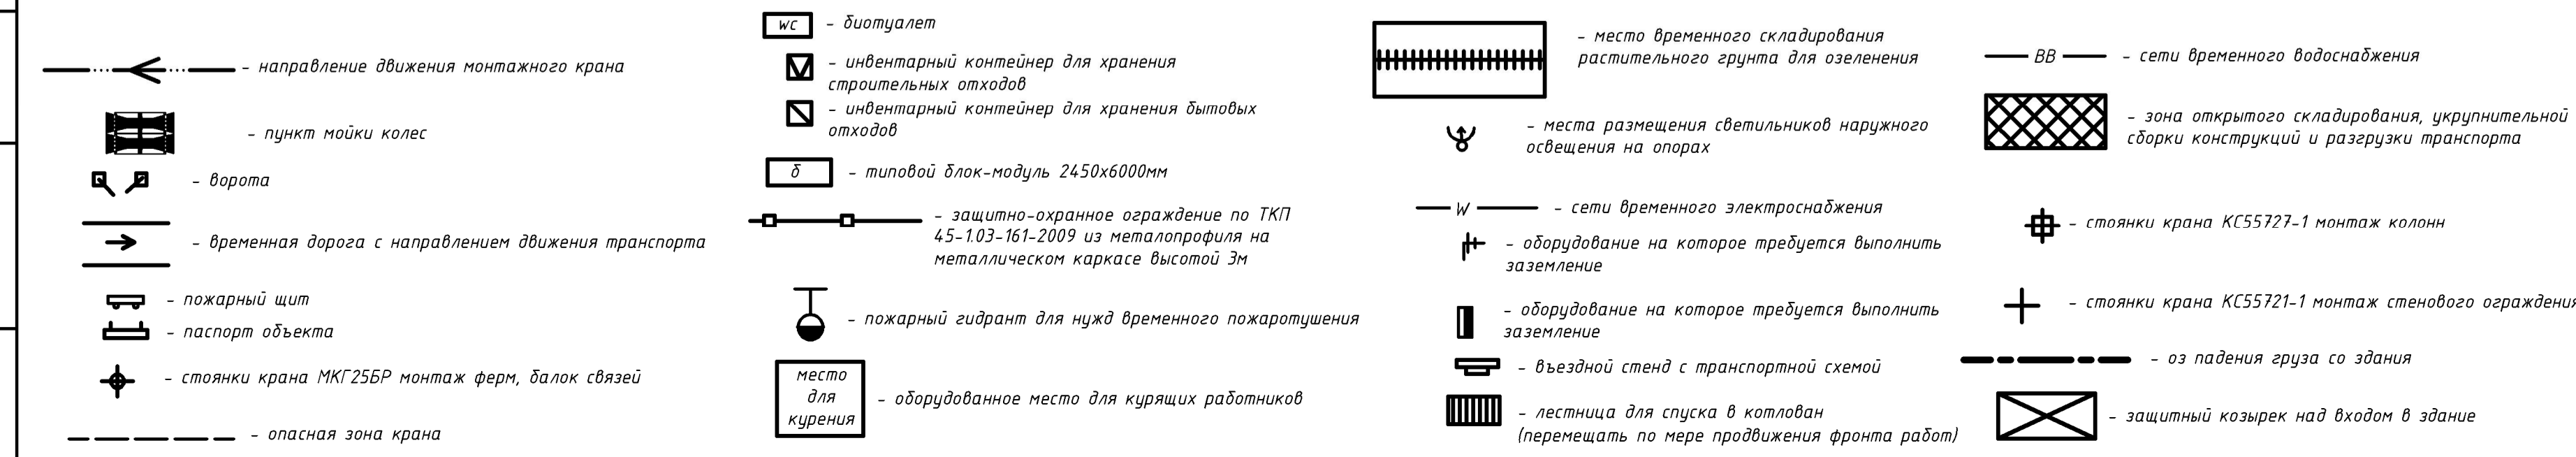 - направление движения монтажного крана
- пункт мойки колес
- ворота
- временная дорога с направлением движения транспорта
- пожарный щит
- паспорт объекта
- стоянки крана МКГ25БР монтаж ферм, балок связей
- опасная зона крана
wc - биотуалет
- инвентарный контейнер для хранения
строительных отходов
- инвентарный контейнер для хранения бытовых
отходов
б - типовой блок-модуль 2450х6000мм
- защитно-охранное ограждение по ТКП
45-1.03-161-2009 из металопрофиля на
металлическом каркасе высотой 3м
- пожарный гидрант для нужд временного пожаротушения
место
для
курения
- оборудованное место для курящих работников
- место временного складирования
растительного грунта для озеленения
- места размещения светильников наружного
освещения на опорах
W - сети временного электроснабжения
- оборудование на которое требуется выполнить
заземление
- оборудование на которое требуется выполнить
заземление
- въездной стенд с транспортной схемой
- лестница для спуска в котлован
(перемещать по мере продвижения фронта работ)
ВВ - сети временного водоснабжения
- зона открытого складирования, укрупнительной
сборки конструкций и разгрузки транспорта
- стоянки крана КС55727-1 монтаж колонн
- стоянки крана КС55721-1 монтаж стенового ограждения
- оз падения груза со здания
- защитный козырек над входом в здание